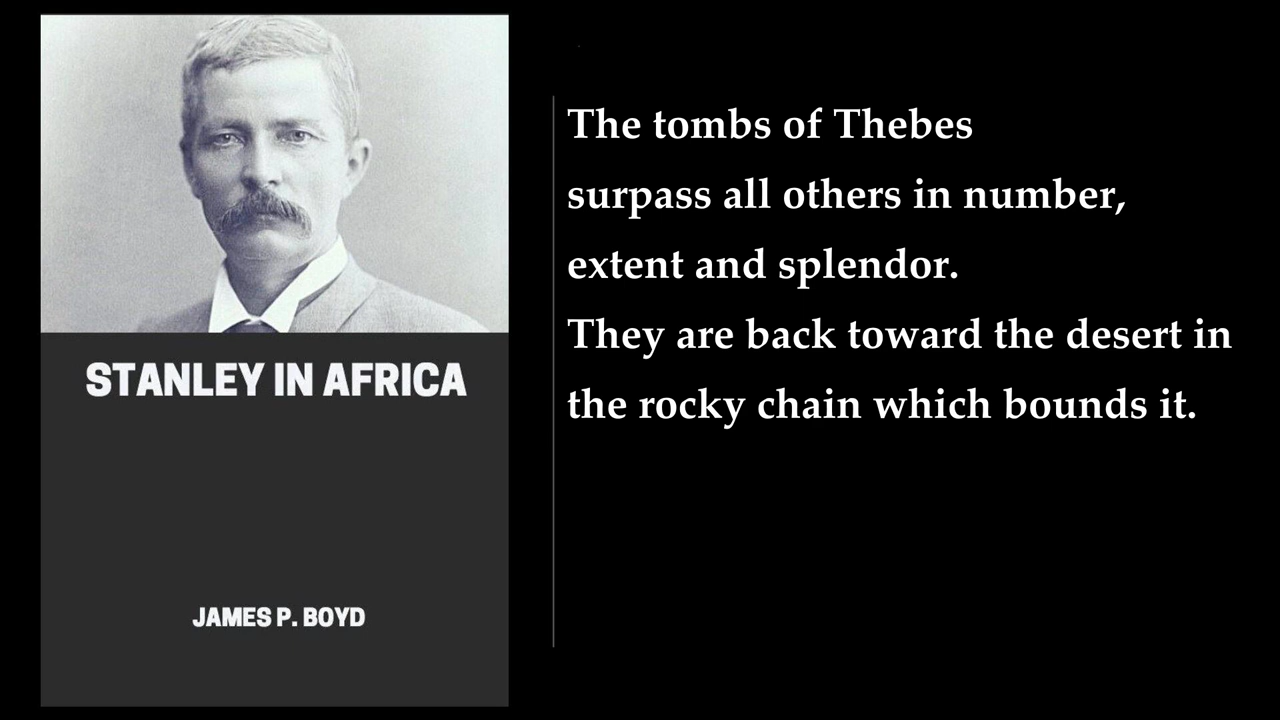 STANLEY IN AFRICA
JAMES P. BOYD
The tombs of Thebes
surpass all others in number,
extent and splendor.
They are back toward the desert in
the rocky chain which bounds it.